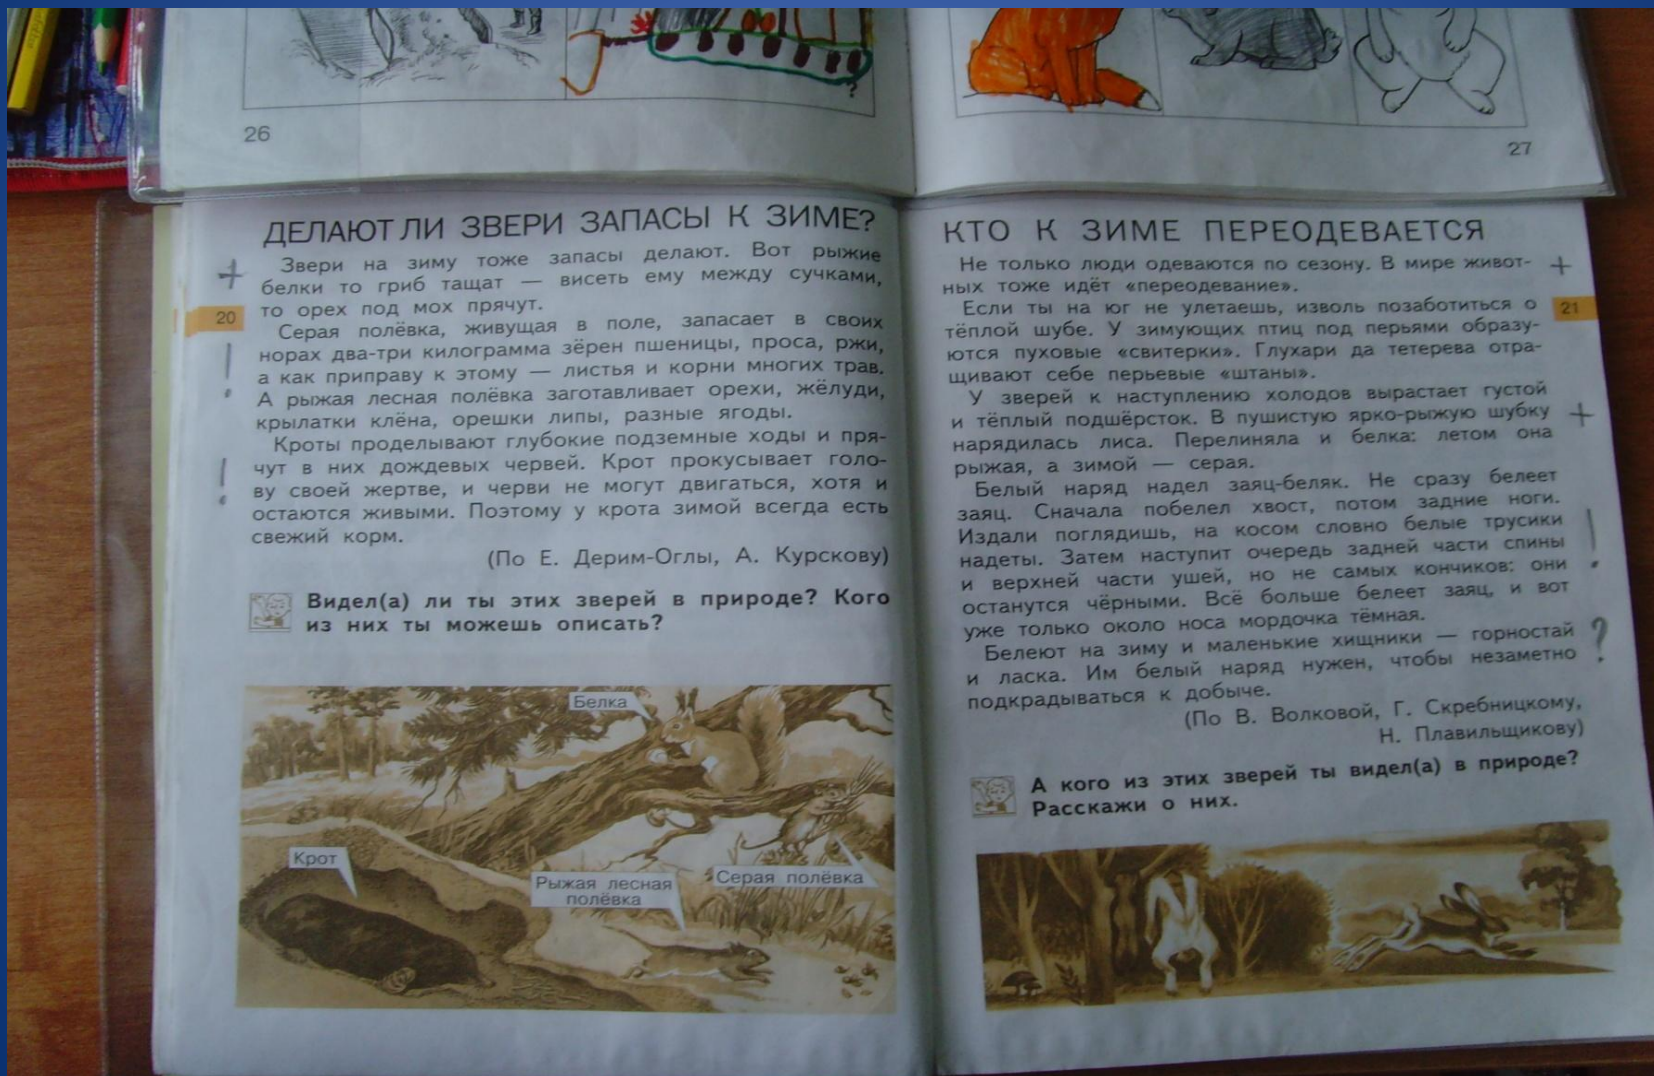 26
?
27
ДЕЛАЮТ ЛИ ЗВЕРИ ЗАПАСЫ К ЗИМЕ?
+
Звери на зиму тоже запасы делают. Вот рыжие
белки то гриб тащат — висеть ему между сучками,
то орех под мох прячут.
20
!
Серая полёвка, живущая в поле, запасает в своих
норах два-три килограмма зёрен пшеницы, проса, ржи,
а как приправу к этому — листья и корни многих трав.
А рыжая лесная полёвка заготавливает орехи, жёлуди,
крылатки клёна, орешки липы, разные ягоды.
!
Кроты проделывают глубокие подземные ходы и пря-
чут в них дождевых червей. Крот прокусывает голо-
ву своей жертве, и черви не могут двигаться, хотя и
остаются живыми. Поэтому у крота зимой всегда есть
свежий корм.
(По Е. Дерим-Оглы, А. Курскову)
Видел(а) ли ты этих зверей в природе? Кого
из них ты можешь описать?
Белка
Крот
Рыжая лесная
полёвка
Серая полёвка
КТО К ЗИМЕ ПЕРЕОДЕВАЕТСЯ
Не только люди одеваются по сезону. В мире живот-
ных тоже идёт «переодевание».
+
Если ты на юг не улетаешь, изволь позаботиться о
тёплой шубе. У зимующих птиц под перьями образу-
ются пуховые «свитерки». Глухари да тетерева отра-
щивают себе перьевые «штаны».
21
У зверей к наступлению холодов вырастает густой
и тёплый подшёрсток. В пушистую ярко-рыжую шубку
нарядилась лиса. Перелиняла и белка: летом она
рыжая, а зимой — серая.
+
Белый наряд надел заяц-беляк. Не сразу белеет
заяц. Сначала побелел хвост, потом задние ноги.
Издали поглядишь, на косом словно белые трусики
надеты. Затем наступит очередь задней части спины
и верхней части ушей, но не самых кончиков: они
останутся чёрными. Всё больше белеет заяц, и вот
уже только около носа мордочка тёмная.
!
Белеют на зиму и маленькие хищники — горностай
и ласка. Им белый наряд нужен, чтобы незаметно
подкрадываться к добыче.
?
(По В. Волковой, Г. Скребницкому,
Н. Плавильщикову)
А кого из этих зверей ты видел(а) в природе?
Расскажи о них.